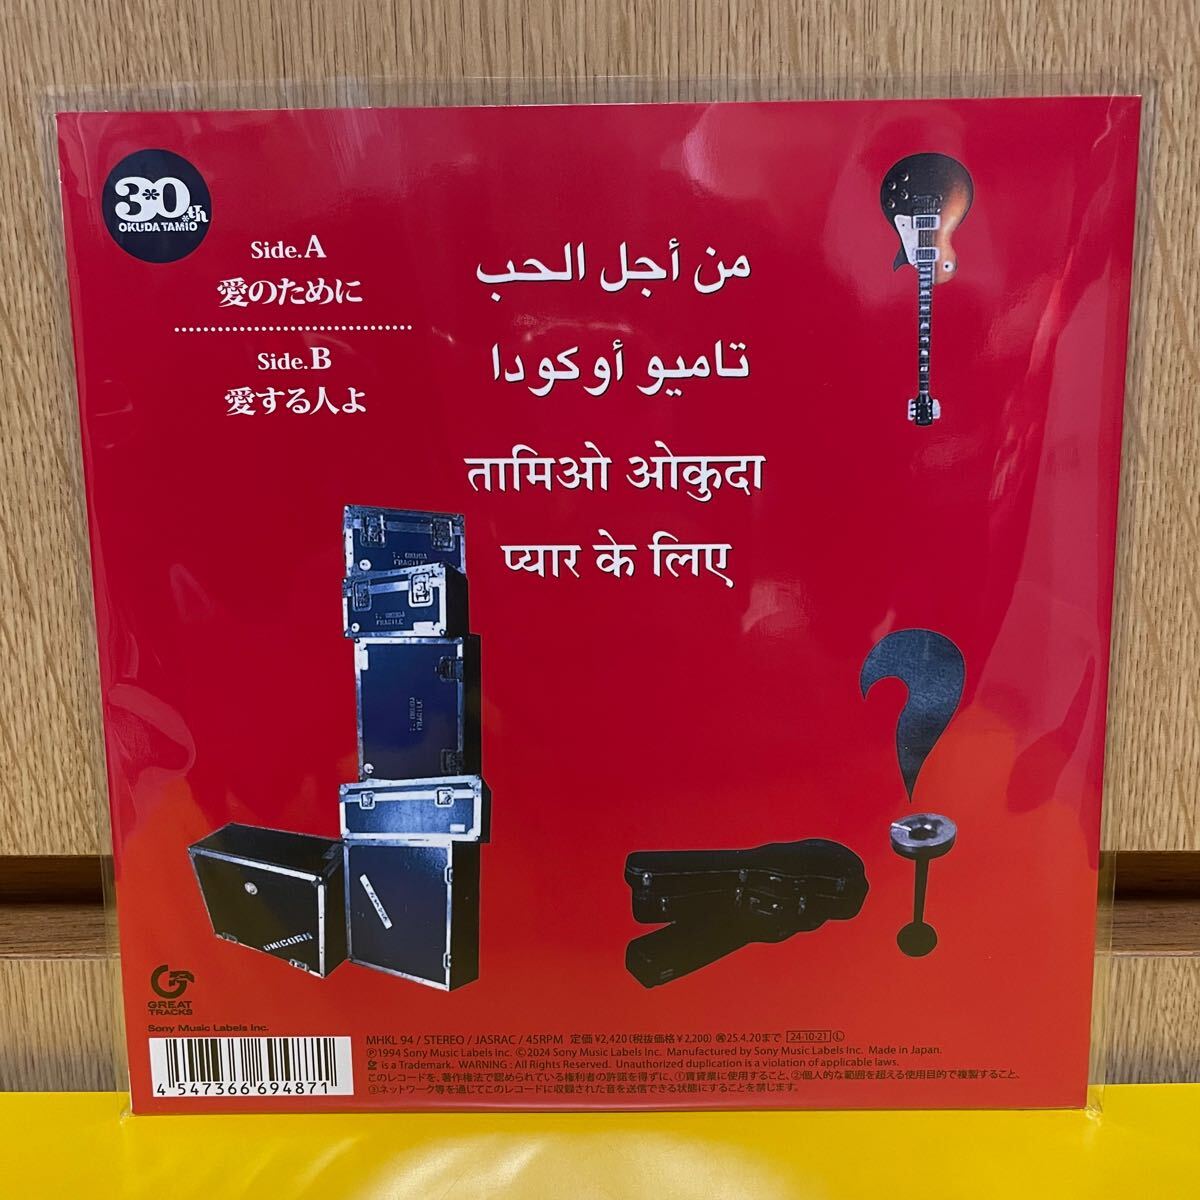 30th
OKUDA TAMIO
Side.A
愛のために
Side.B
愛する人よ
من أجل الحب
تاميو أوكودا
तामिओ ओकुदा
प्यार के लिए
T. OKUDA
FRAGILE
T. OKUDA
FRAGILE
T. OKUDA
FRAGILE
UNICORN
GREAT
TRACKS
Sony Music Labels Inc.
4 547366 694871
MHKL 94 / STEREO / JASRAC / 45RPM 定価¥2,420(税抜価格¥2,200) 25.4.20まで 24・10・21 Ⓛ
Ⓟ1994 Sony Music Labels Inc. Ⓒ2024 Sony Music Labels Inc. Manufactured by Sony Music Labels Inc. Made in Japan.
is a Trademark. WARNING : All Rights Reserved. Unauthorized duplication is a violation of applicable laws.
このレコードを、著作権法で認められている権利者の許諾を得ずに、①賃貸業に使用すること、②個人的な範囲を超える使用目的で複製すること、
③ネットワーク等を通じてこのレコードに収録された音を送信できる状態にすることを禁じます。